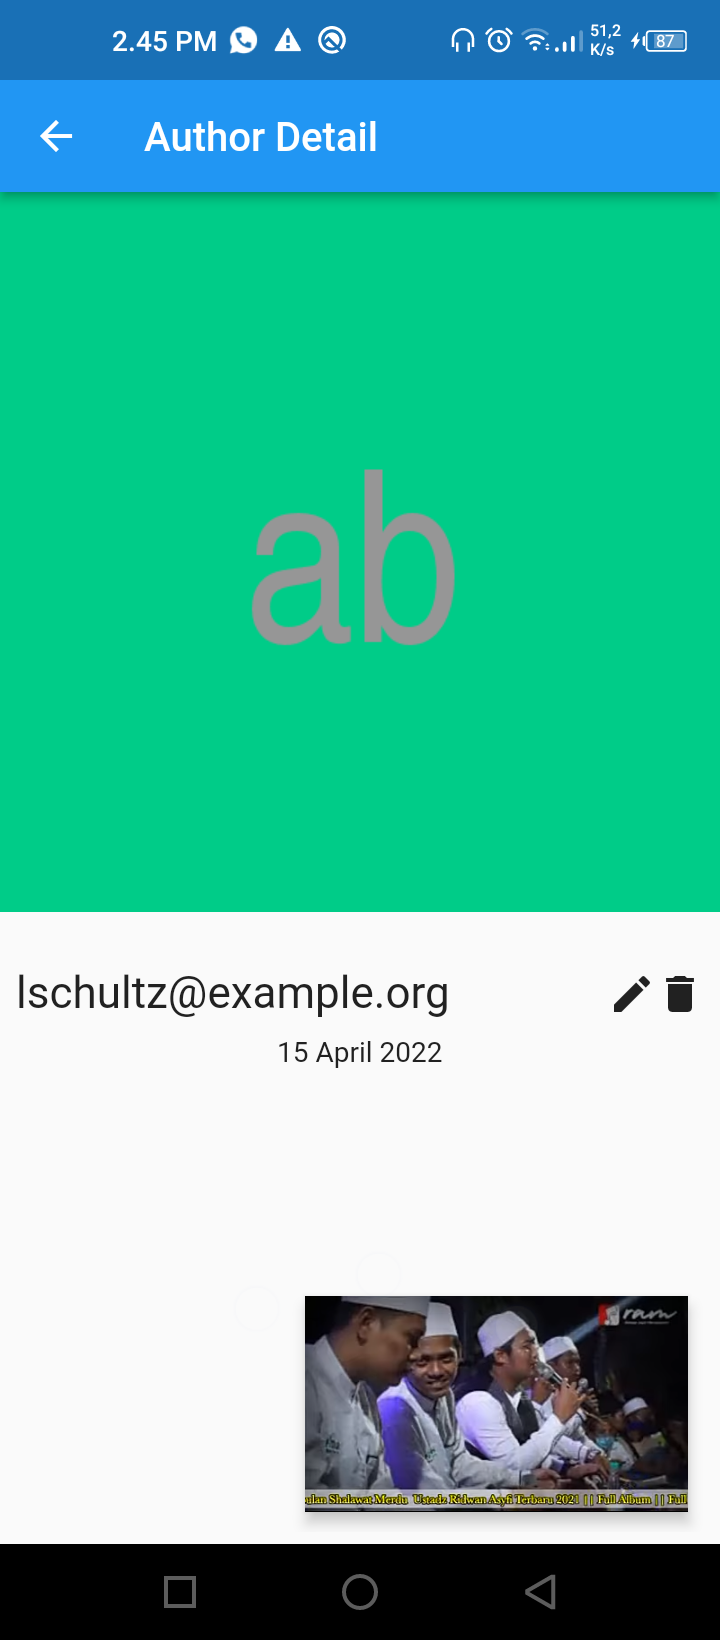 2.45 PM
51,2
K/s
87
Author Detail
ab
lschultz@example.org
15 April 2022
ram
ulan Shalawat Merdu Ustadz Ridwan Asyfi Terbaru 2021 || Full Album || Full